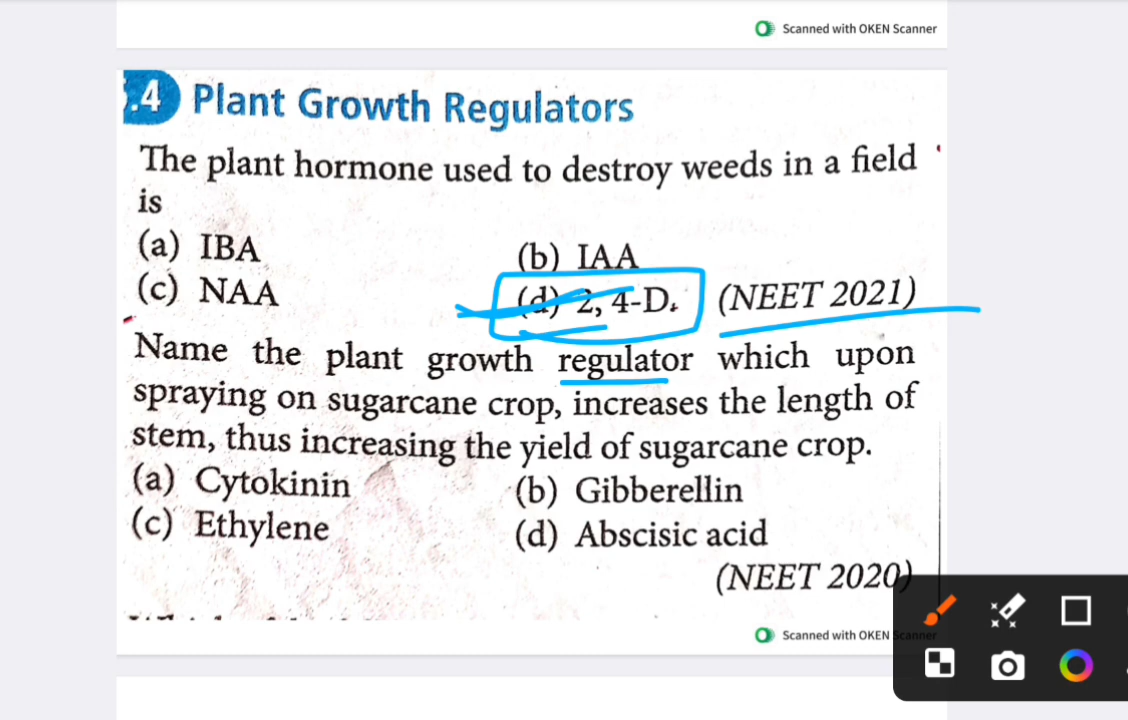 Scanned with OKEN Scanner
.4 Plant Growth Regulators
The plant hormone used to destroy weeds in a field
is
(a) IBA (b) IAA
(c) NAA (d) 2, 4-D. (NEET 2021)
Name the plant growth regulator which upon
spraying on sugarcane crop, increases the length of
stem, thus increasing the yield of sugarcane crop.
(a) Cytokinin (b) Gibberellin
(c) Ethylene (d) Abscisic acid
(NEET 2020)
Scanned with OKEN Scanner